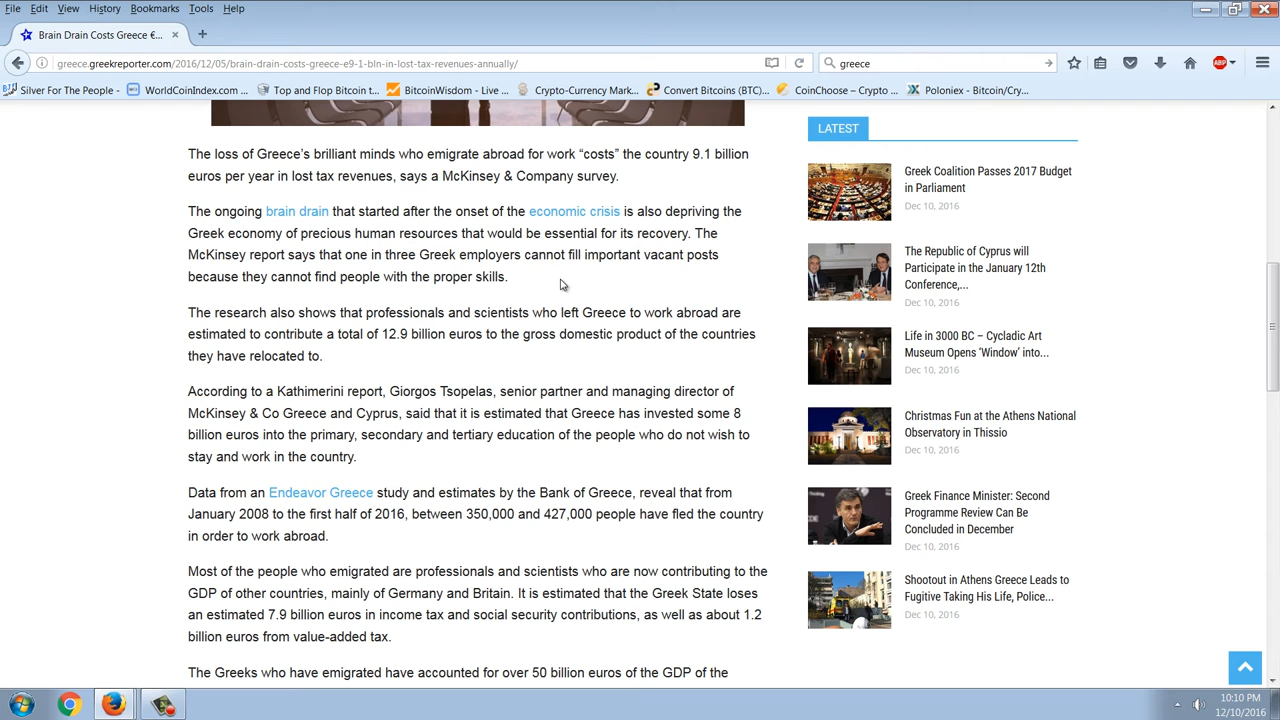 File Edit View History Bookmarks Tools Help
Brain Drain Costs Greece €...
greece.greekreporter.com/2016/12/05/brain-drain-costs-greece-e9-1-bln-in-lost-tax-revenues-annually/
greece
ABP
Silver For The People - WorldCoinIndex.com ... Top and Flop Bitcoin t... BitcoinWisdom - Live ... Crypto-Currency Mark... Convert Bitcoins (BTC)... CoinChoose – Crypto ... Poloniex - Bitcoin/Cry...
The loss of Greece's brilliant minds who emigrate abroad for work “costs” the country 9.1 billion
euros per year in lost tax revenues, says a McKinsey & Company survey.
The ongoing brain drain that started after the onset of the economic crisis is also depriving the
Greek economy of precious human resources that would be essential for its recovery. The
McKinsey report says that one in three Greek employers cannot fill important vacant posts
because they cannot find people with the proper skills.
The research also shows that professionals and scientists who left Greece to work abroad are
estimated to contribute a total of 12.9 billion euros to the gross domestic product of the countries
they have relocated to.
According to a Kathimerini report, Giorgos Tsopelas, senior partner and managing director of
McKinsey & Co Greece and Cyprus, said that it is estimated that Greece has invested some 8
billion euros into the primary, secondary and tertiary education of the people who do not wish to
stay and work in the country.
Data from an Endeavor Greece study and estimates by the Bank of Greece, reveal that from
January 2008 to the first half of 2016, between 350,000 and 427,000 people have fled the country
in order to work abroad.
Most of the people who emigrated are professionals and scientists who are now contributing to the
GDP of other countries, mainly of Germany and Britain. It is estimated that the Greek State loses
an estimated 7.9 billion euros in income tax and social security contributions, as well as about 1.2
billion euros from value-added tax.
The Greeks who have emigrated have accounted for over 50 billion euros of the GDP of the
LATEST
Greek Coalition Passes 2017 Budget
in Parliament
Dec 10, 2016
The Republic of Cyprus will
Participate in the January 12th
Conference,...
Dec 10, 2016
Life in 3000 BC – Cycladic Art
Museum Opens ‘Window’ into...
Dec 10, 2016
Christmas Fun at the Athens National
Observatory in Thissio
Dec 10, 2016
Greek Finance Minister: Second
Programme Review Can Be
Concluded in December
Dec 10, 2016
Shootout in Athens Greece Leads to
Fugitive Taking His Life, Police...
Dec 10, 2016
10:10 PM
12/10/2016